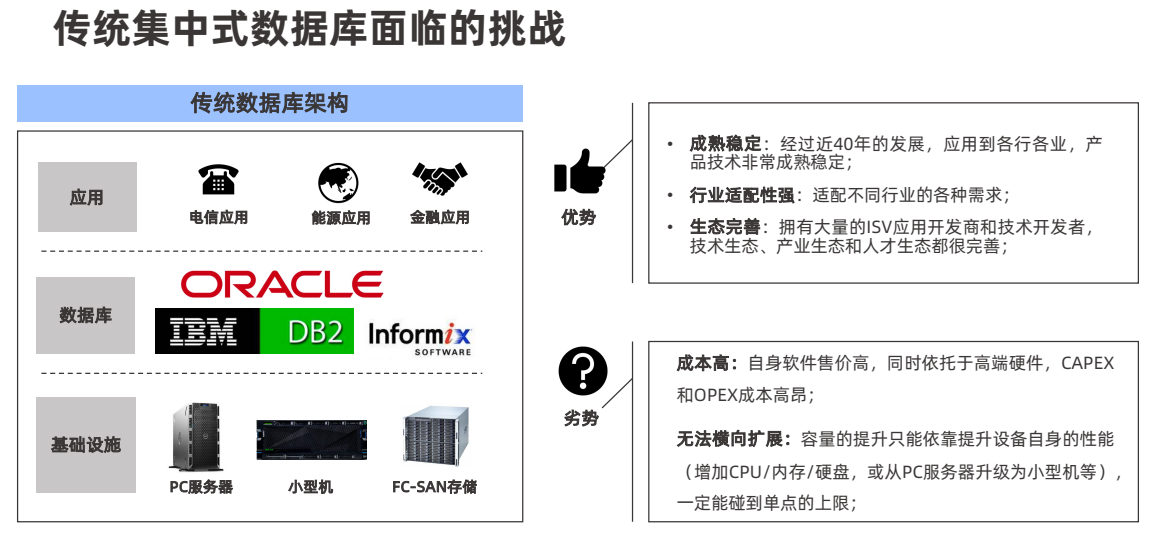 传统集中式数据库面临的挑战
传统数据库架构
应用
电信应用
能源应用
金融应用
数据库
ORACLE
IBM
DB2
Informix
SOFTWARE
基础设施
PC服务器
小型机
FC-SAN存储
优势
• 成熟稳定：经过近40年的发展，应用到各行各业，产
品技术非常成熟稳定；
• 行业适配性强：适配不同行业的各种需求；
• 生态完善：拥有大量的ISV应用开发商和技术开发者，
技术生态、产业生态和人才生态都很完善；
?
劣势
成本高：自身软件售价高，同时依托于高端硬件，CAPEX
和OPEX成本高昂；
无法横向扩展：容量的提升只能依靠提升设备自身的性能
（增加CPU/内存/硬盘，或从PC服务器升级为小型机等），
一定能碰到单点的上限；